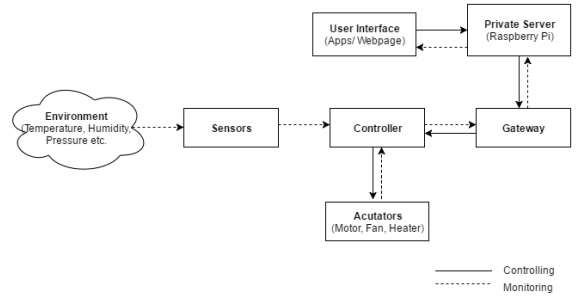 User Interface
(Apps/ Webpage)
Private Server
(Raspberry Pi)
Environment
(Temperature, Humidity,
Pressure etc.
Sensors
Controller
Gateway
Acutators
(Motor, Fan, Heater)
Controlling
Monitoring